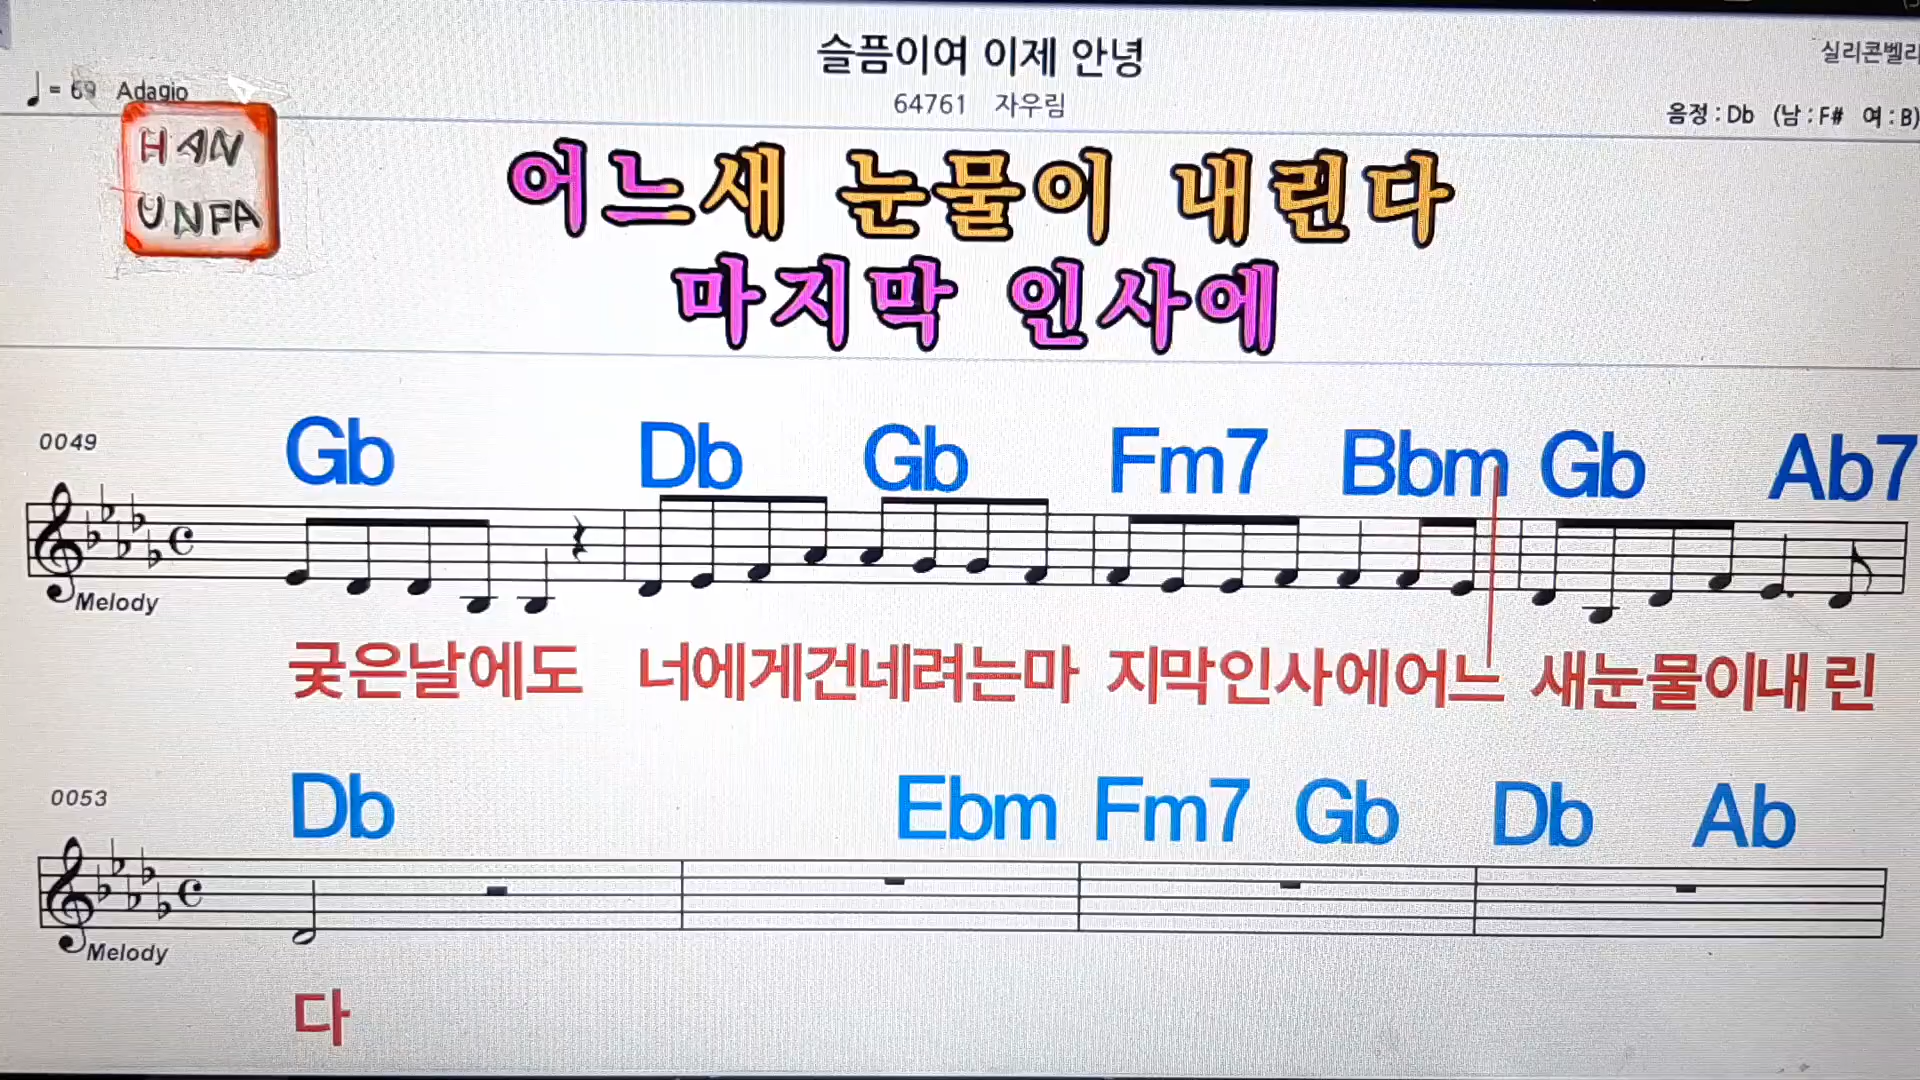 슬픔이여 이제 안녕
실리콘벨리
♩= 69 Adagio
64761 자우림
음정 : Db (남 : F# 여 : B)
HAN
UNPA
어느새 눈물이 내린다
마지막 인사에
0049
Gb Db Gb Fm7 Bbm Gb Ab7
Melody
궂은날에도 너에게건네려는마 지막인사에어느 새눈물이내 린
0053
Db Ebm Fm7 Gb Db Ab
Melody
다